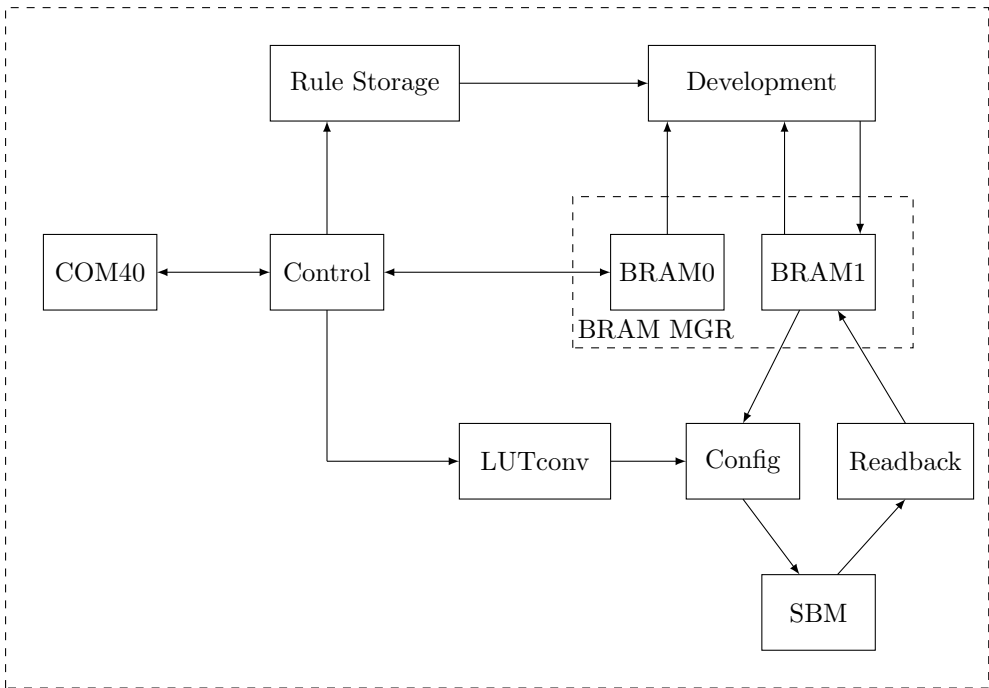 Rule Storage
Development
COM40
Control
BRAM0
BRAM1
BRAM MGR
LUTconv
Config
Readback
SBM